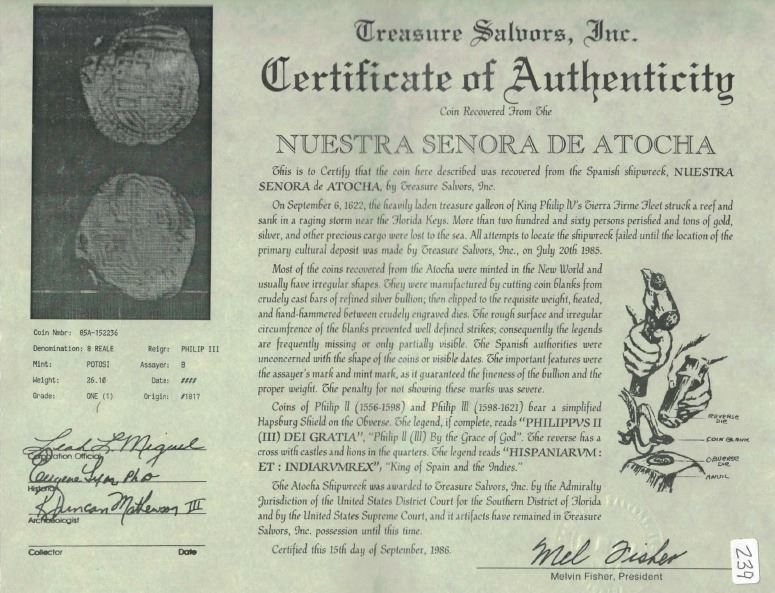 Treasure Salvors, Inc.
Certificate of Authenticity
Coin Recovered From The
NUESTRA SENORA DE ATOCHA
This is to Certify that the coin here described was recovered from the Spanish shipwreck, NUESTRA
SENORA de ATOCHA, by Treasure Salvors, Inc.
On September 6, 1622, the heavily laden treasure galleon of King Philip IV's Tierra Firme Fleet struck a reef and
sank in a raging storm near the Florida Keys. More than two hundred and sixty persons perished and tons of gold,
silver, and other precious cargo were lost to the sea. All attempts to locate the shipwreck failed until the location of the
primary cultural deposit was made by Treasure Salvors, Inc., on July 20th 1985.
Most of the coins recovered from the Atocha were minted in the New World and
usually have irregular shapes. They were manufactured by cutting coin blanks from
crudely cast bars of refined silver bullion; then clipped to the requisite weight, heated,
and hand-hammered between crudely engraved dies. The rough surface and irregular
circumfrence of the blanks prevented well defined strikes; consequently the legends
are frequently missing or only partially visible. The Spanish authorities were
unconcerned with the shape of the coins or visible dates. The important features were
the assayer's mark and mint mark, as it guaranteed the fineness of the bullion and the
proper weight. The penalty for not showing these marks was severe.
Coins of Philip II (1556-1598) and Philip III (1598-1621) bear a simplified
Hapsburg Shield on the Obverse. The legend, if complete, reads "PHILIPPVS II
(III) DEI GRATIA", "Philip II (III) By the Grace of God". The reverse has a
cross with castles and lions in the quarters. The legend reads "HISPANIARVM :
ET : INDIARVMREX", "King of Spain and the Indies."
The Atocha Shipwreck was awarded to Treasure Salvors, Inc. by the Admiralty
Jurisdiction of the United States District Court for the Southern District of Florida
and by the United States Supreme Court, and it artifacts have remained in Treasure
Salvors, Inc. possession until this time.
Certified this 15th day of September, 1986.
Mel Fisher
Melvin Fisher, President
REVERSE DIE
COIN BLANK
OBVERSE DIE
ANVIL
Coin Nmbr: 85A-152236
Denomination: 8 REALE Reign: PHILIP III
Mint: POTOSI Assayer: B
Weight: 26.10 Date: ####
Grade: ONE (1) Origin: #1817
Leah L Miguel
Corporation Official
Eugene Lyon PhD
Historian
R Duncan Mathewson III
Archaeologist
Collector Date
239